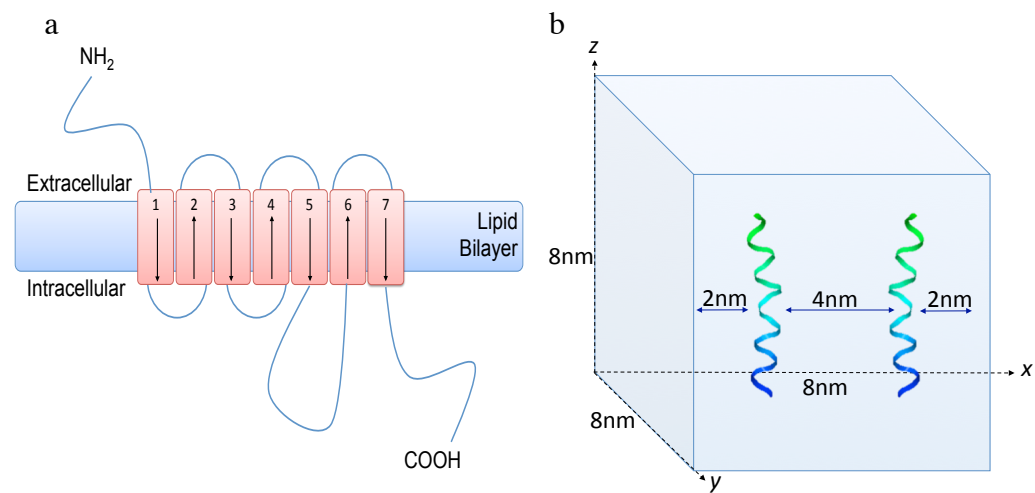 a
NH2
Extracellular
1 2 3 4 5 6 7
Lipid
Bilayer
Intracellular
COOH
b
z
8nm
2nm
4nm
2nm
x
8nm
8nm
y